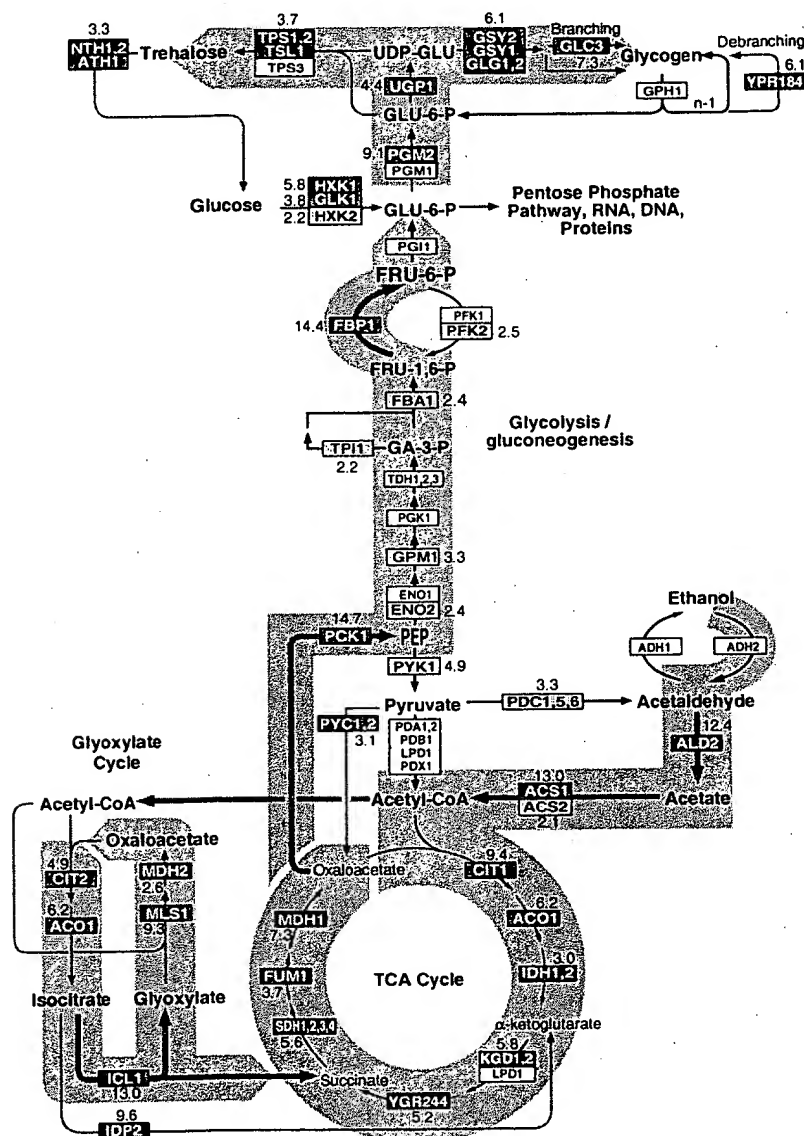 3.3
NTH1,2
ATH1
Trehalose
3.7
TPS1,2
TSL1
TPS3
UDP-GLU
6.1
GSY2
GSY1
GLG1,2
Branching
GLC3
7.3
Glycogen
Debranching
6.1
YPR184
GPH1
n-1
4.4
UGP1
GLU-6-P
9.1
PGM2
PGM1
Glucose
5.8 HXK1
3.8 GLK1
2.2 HXK2
GLU-6-P
Pentose Phosphate
Pathway, RNA, DNA,
Proteins
PGI1
FRU-6-P
14.4 FBP1
PFK1
PFK2 2.5
FRU-1,6-P
FBA1 2.4
Glycolysis /
gluconeogenesis
TPI1
2.2
GA-3-P
TDH1,2,3
PGK1
GPM1 3.3
ENO1
ENO2 2.4
14.7
PCK1
PEP
PYK1 4.9
Ethanol
ADH1
ADH2
Pyruvate
3.3
PDC1,5,6
Acetaldehyde
PYC1,2
3.1
PDA1,2
PDB1
LPD1
PDX1
12.4
ALD2
Glyoxylate
Cycle
Acetyl-CoA
Acetyl-CoA
13.0
ACS1
ACS2
2.1
Acetate
Oxaloacetate
4.9
CIT2
MDH2
2.6
6.2
ACO1
MLS1
9.3
Isocitrate
Glyoxylate
ICL1
13.0
9.6
IDP2
Oxaloacetate
9.4
CIT1
MDH1
7.3
6.2
ACO1
TCA Cycle
FUM1
3.7
3.0
IDH1,2
SDH1,2,3,4
5.6
α-ketoglutarate
5.8
KGD1,2
LPD1
Succinate
YGR244
5.2